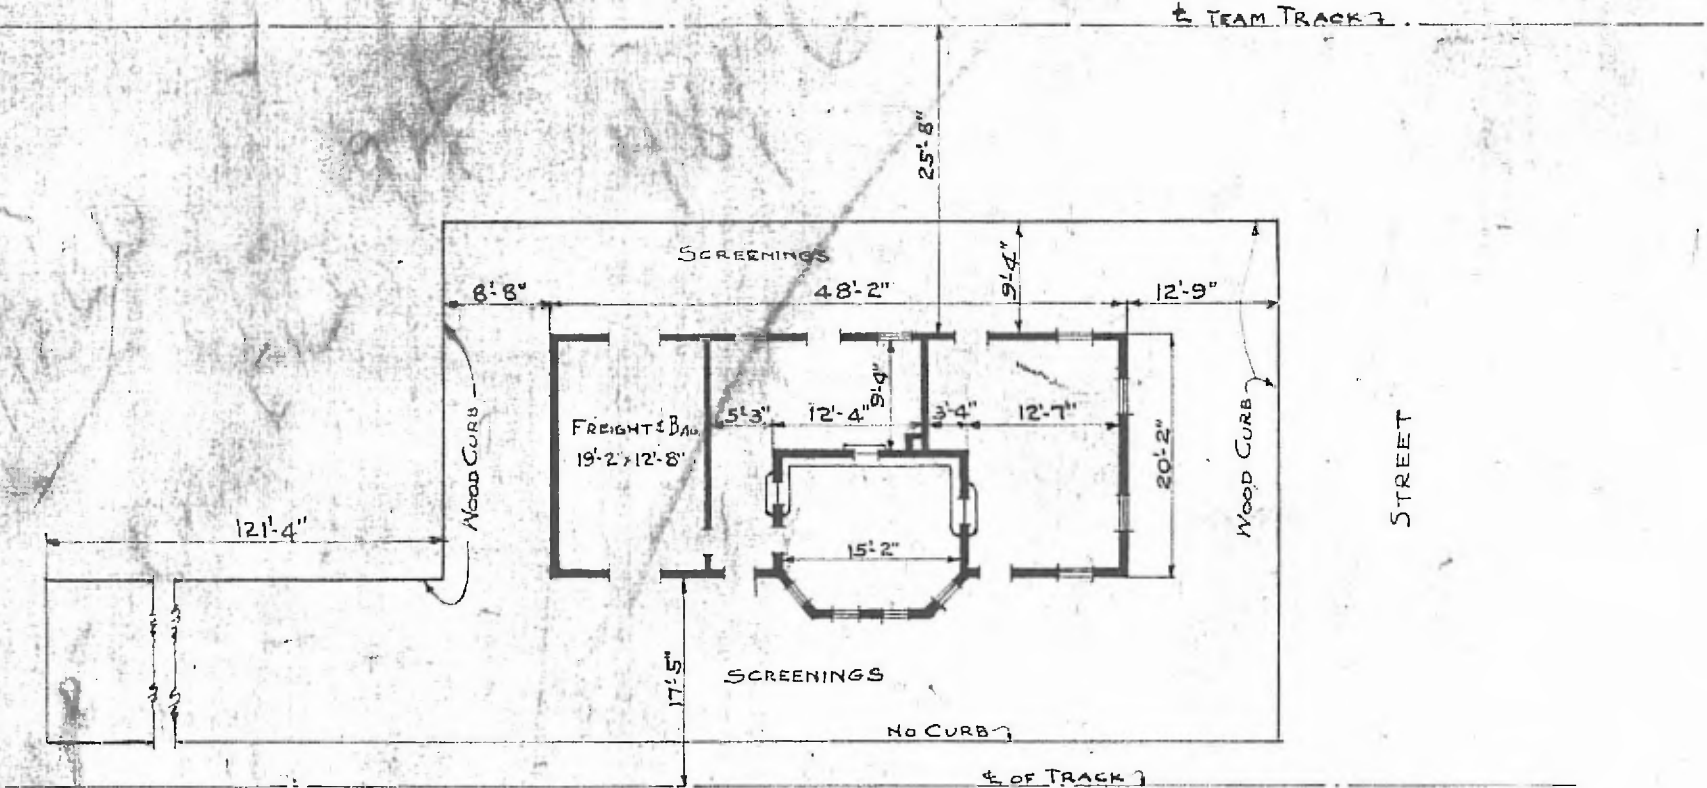 ℄ TEAM TRACK
25'-8"
SCREENINGS
9'-4"
8'-8"
48'-2"
12'-9"
9'-4"
5'-3"
12'-4"
3'-4"
12'-7"
FREIGHT & BAG.
19'-2" x 12'-8"
20'-2"
WOOD CURB
WOOD CURB
STREET
121'-4"
15'-2"
17'-5"
SCREENINGS
NO CURB
℄ OF TRACK